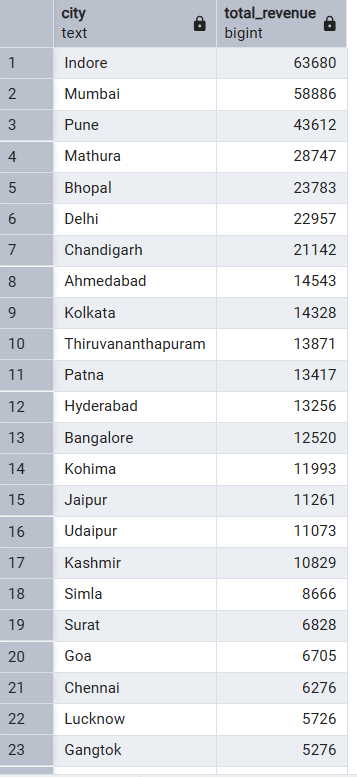 city total_revenue
text bigint
1 Indore 63680
2 Mumbai 58886
3 Pune 43612
4 Mathura 28747
5 Bhopal 23783
6 Delhi 22957
7 Chandigarh 21142
8 Ahmedabad 14543
9 Kolkata 14328
10 Thiruvananthapuram 13871
11 Patna 13417
12 Hyderabad 13256
13 Bangalore 12520
14 Kohima 11993
15 Jaipur 11261
16 Udaipur 11073
17 Kashmir 10829
18 Simla 8666
19 Surat 6828
20 Goa 6705
21 Chennai 6276
22 Lucknow 5726
23 Gangtok 5276